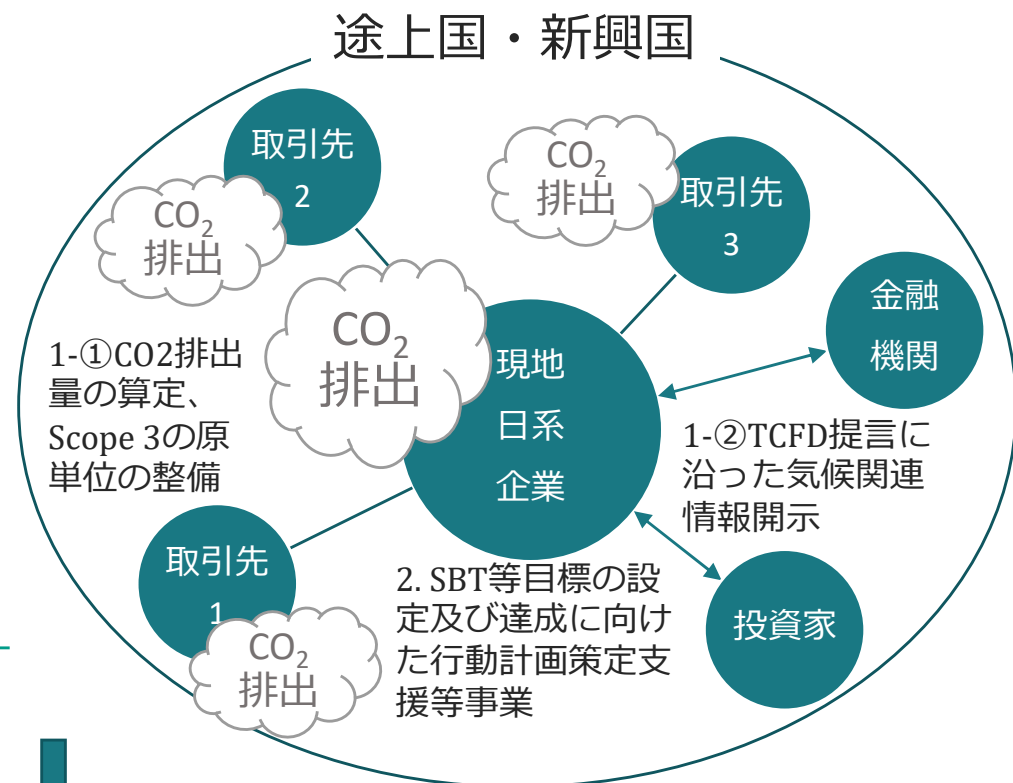 途上国・新興国
取引先
2
CO2
排出
CO2
排出
取引先
3
金融
機関
CO2
排出
現地
日系
企業
1-①CO2排出
量の算定、
Scope 3の原
単位の整備
1-②TCFD提言に
沿った気候関連
情報開示
取引先
1
CO2
排出
2. SBT等目標の設
定及び達成に向け
た行動計画策定支
援等事業
投資家